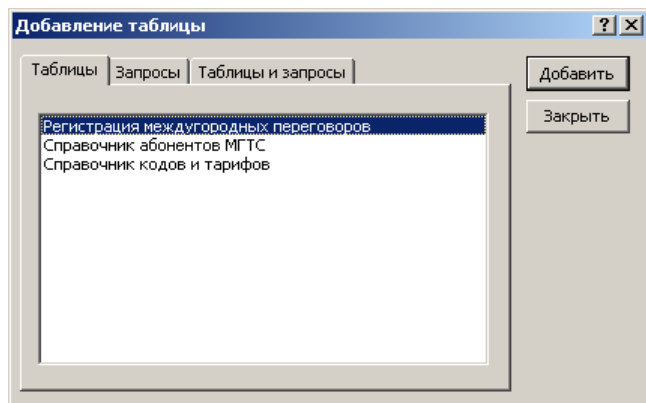 Добавление таблицы
Таблицы Запросы Таблицы и запросы
Добавить
Закрыть
Регистрация междугородных переговоров
Справочник абонентов МГТС
Справочник кодов и тарифов